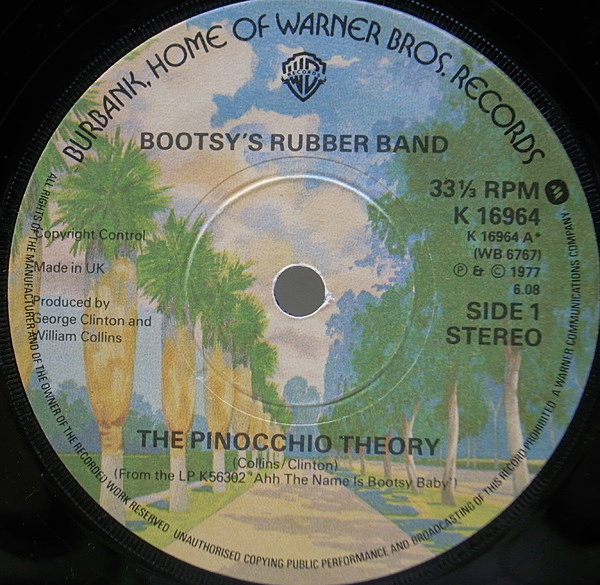 BURBANK, HOME OF WARNER BROS. RECORDS
RECORDS
BOOTSY'S RUBBER BAND
33⅓ RPM
K 16964
K 16964 A*
(WB 6767)
Ⓟ & © 1977
6.08
SIDE 1
STEREO
Copyright Control
Made in UK
Produced by
George Clinton and
William Collins
THE PINOCCHIO THEORY
(Collins/Clinton)
(From the LP K56302 "Ahh The Name Is Bootsy Baby")
ALL RIGHTS OF THE MANUFACTURER AND OF THE OWNER OF THE RECORDED WORK RESERVED UNAUTHORISED COPYING PUBLIC PERFORMANCE AND BROADCASTING OF THIS RECORD PROHIBITED A WARNER COMMUNICATIONS COMPANY